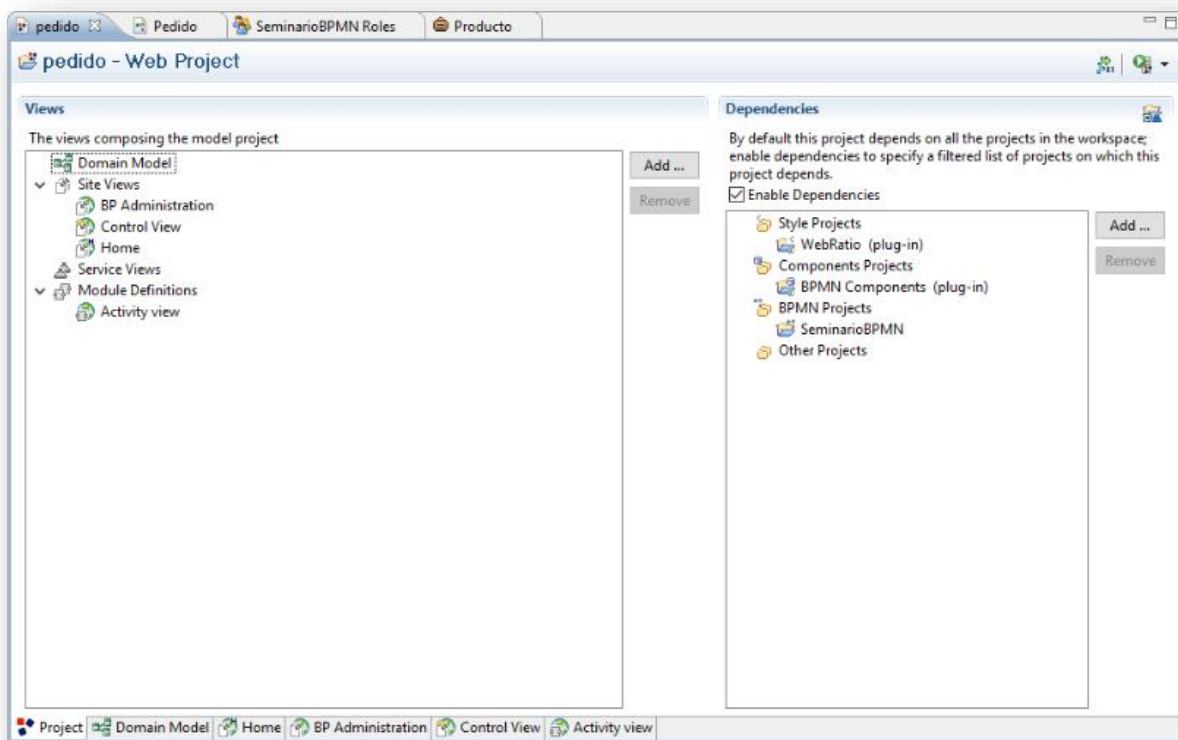 pedido
Pedido
SeminarioBPMN Roles
Producto
pedido - Web Project
Views
The views composing the model project
Domain Model
Site Views
BP Administration
Control View
Home
Service Views
Module Definitions
Activity view
Add ...
Remove
Dependencies
By default this project depends on all the projects in the workspace;
enable dependencies to specify a filtered list of projects on which this
project depends.
Enable Dependencies
Style Projects
WebRatio (plug-in)
Components Projects
BPMN Components (plug-in)
BPMN Projects
SeminarioBPMN
Other Projects
Add ...
Remove
Project
Domain Model
Home
BP Administration
Control View
Activity view